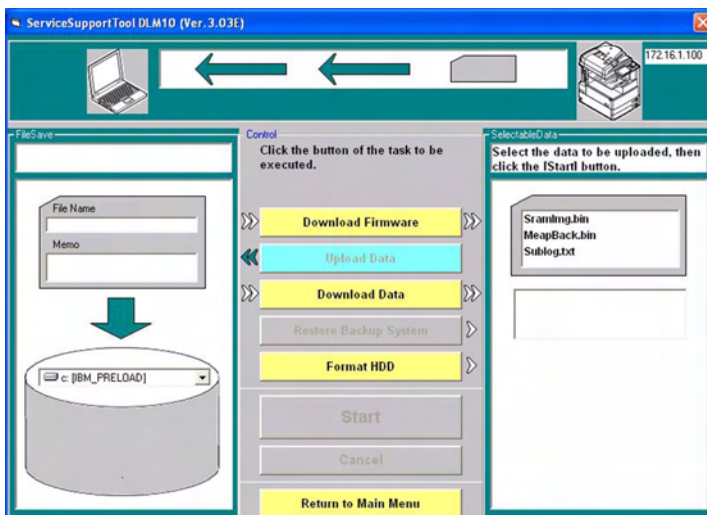 ServiceSupportTool DLM10 (Ver.3.03E)
172.16.1.100
FileSave
File Name
Memo
c: [IBM_PRELOAD]
Control
Click the button of the task to be
executed.
Download Firmware
Upload Data
Download Data
Restore Backup System
Format HDD
Start
Cancel
Return to Main Menu
SelectableData
Select the data to be uploaded, then
click the [Start] button.
SramImg.bin
MeapBack.bin
Sublog.txt